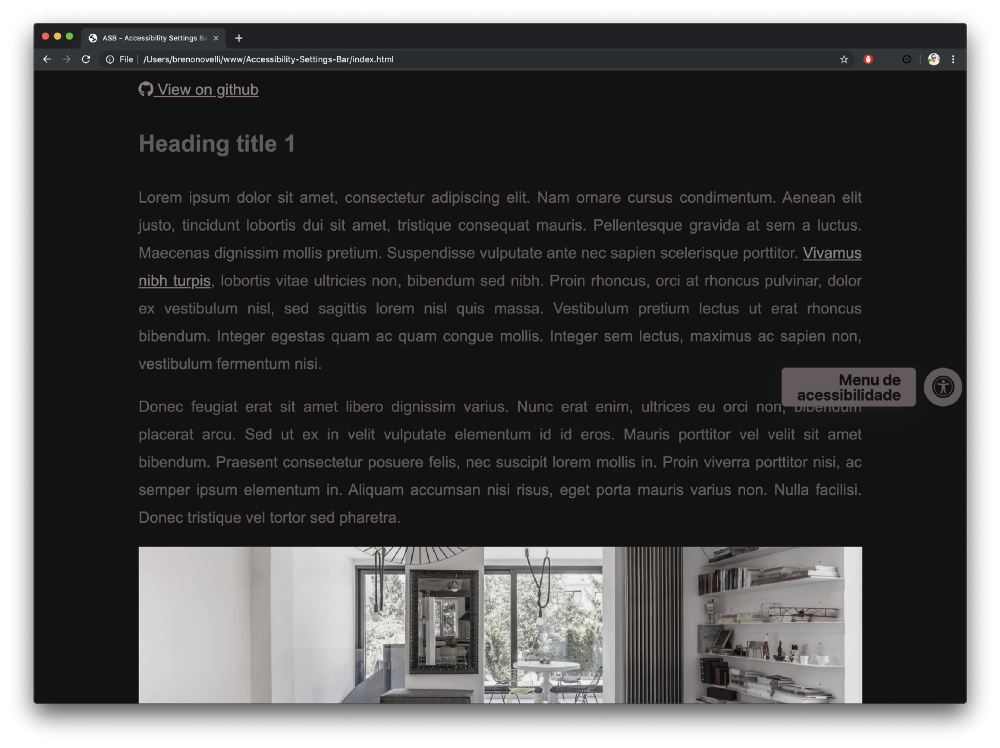 ASB - Accessibility Settings Ba
File
/Users/brenonovelli/www/Accessibility-Settings-Bar/index.html
View on github
Heading title 1
Lorem ipsum dolor sit amet, consectetur adipiscing elit. Nam ornare cursus condimentum. Aenean elit
justo, tincidunt lobortis dui sit amet, tristique consequat mauris. Pellentesque gravida at sem a luctus.
Maecenas dignissim mollis pretium. Suspendisse vulputate ante nec sapien scelerisque porttitor. Vivamus
nibh turpis, lobortis vitae ultricies non, bibendum sed nibh. Proin rhoncus, orci at rhoncus pulvinar, dolor
ex vestibulum nisl, sed sagittis lorem nisl quis massa. Vestibulum pretium lectus ut erat rhoncus
bibendum. Integer egestas quam ac quam congue mollis. Integer sem lectus, maximus ac sapien non,
vestibulum fermentum nisi.
Menu de
acessibilidade
Donec feugiat erat sit amet libero dignissim varius. Nunc erat enim, ultrices eu orci non, bibendum
placerat arcu. Sed ut ex in velit vulputate elementum id id eros. Mauris porttitor vel velit sit amet
bibendum. Praesent consectetur posuere felis, nec suscipit lorem mollis in. Proin viverra porttitor nisi, ac
semper ipsum elementum in. Aliquam accumsan nisi risus, eget porta mauris varius non. Nulla facilisi.
Donec tristique vel tortor sed pharetra.